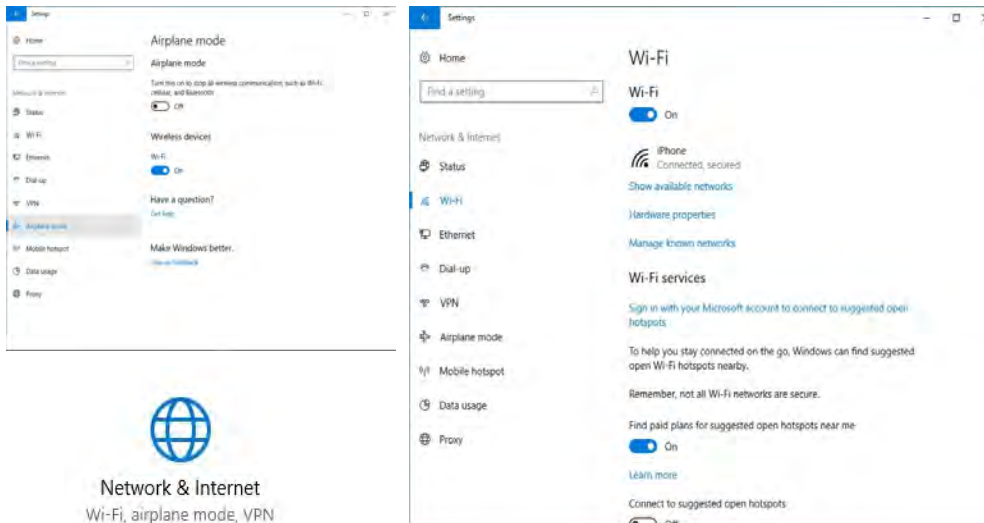 Settings
Home
Find a setting
Network & Internet
Status
Wi-Fi
Ethernet
Dial-up
VPN
Airplane mode
Mobile hotspot
Data usage
Proxy
Airplane mode
Airplane mode
Turn this on to stop all wireless communication, such as Wi-Fi,
cellular, and Bluetooth
Off
Wireless devices
Wi-Fi
On
Have a question?
Get help
Make Windows better.
Network & Internet
Wi-Fi, airplane mode, VPN
Settings
Home
Find a setting
Network & Internet
Status
Wi-Fi
Ethernet
Dial-up
VPN
Airplane mode
Mobile hotspot
Data usage
Proxy
Wi-Fi
Wi-Fi
On
iPhone
Connected, secured
Show available networks
Hardware properties
Manage known networks
Wi-Fi services
Sign in with your Microsoft account to connect to suggested open
hotspots
To help you stay connected on the go, Windows can find suggested
open Wi-Fi hotspots nearby.
Remember, not all Wi-Fi networks are secure.
Find paid plans for suggested open hotspots near me
On
Learn more
Connect to suggested open hotspots
Off